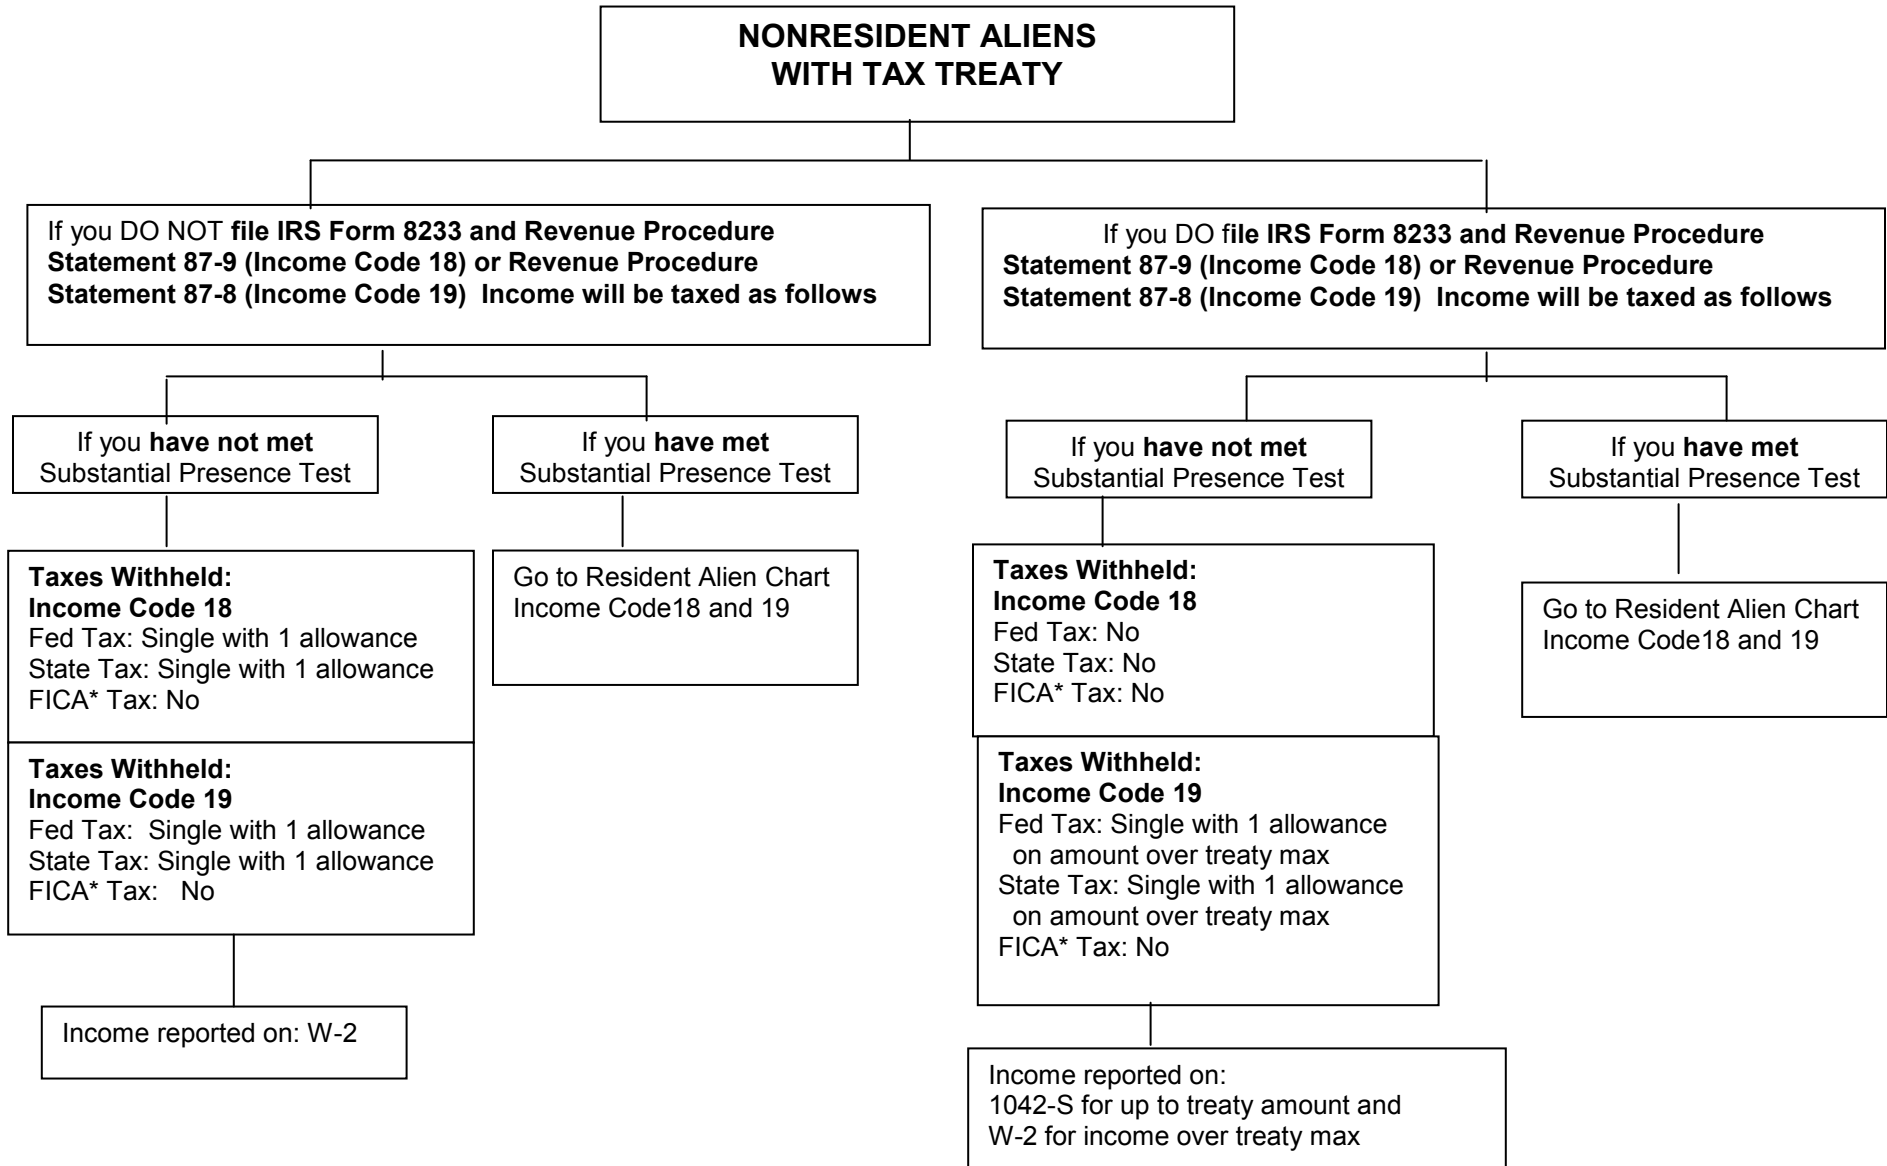 NONRESIDENT ALIENS
WITH TAX TREATY
If you DO NOT file IRS Form 8233 and Revenue Procedure
Statement 87-9 (Income Code 18) or Revenue Procedure
Statement 87-8 (Income Code 19)  Income will be taxed as follows
If you DO file IRS Form 8233 and Revenue Procedure
Statement 87-9 (Income Code 18) or Revenue Procedure
Statement 87-8 (Income Code 19)  Income will be taxed as follows
If you have not met
Substantial Presence Test
If you have met
Substantial Presence Test
If you have not met
Substantial Presence Test
If you have met
Substantial Presence Test
Taxes Withheld:
Income Code 18
Fed Tax: Single with 1 allowance
State Tax: Single with 1 allowance
FICA* Tax: No
Go to Resident Alien Chart
Income Code18 and 19
Taxes Withheld:
Income Code 18
Fed Tax: No
State Tax: No
FICA* Tax: No
Go to Resident Alien Chart
Income Code18 and 19
Taxes Withheld:
Income Code 19
Fed Tax:  Single with 1 allowance
State Tax: Single with 1 allowance
FICA* Tax:   No
Taxes Withheld:
Income Code 19
Fed Tax: Single with 1 allowance
on amount over treaty max
State Tax: Single with 1 allowance
on amount over treaty max
FICA* Tax: No
Income reported on: W-2
Income reported on:
1042-S for up to treaty amount and
W-2 for income over treaty max